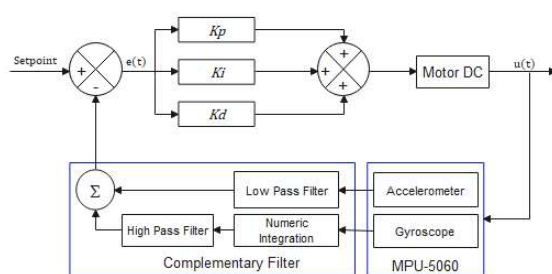 Setpoint
+
-
e(t)
Kp
Ki
Kd
+
+
+
Motor DC
u(t)
Σ
Low Pass Filter
Accelerometer
High Pass Filter
Numeric
Integration
Gyroscope
Complementary Filter
MPU-5060